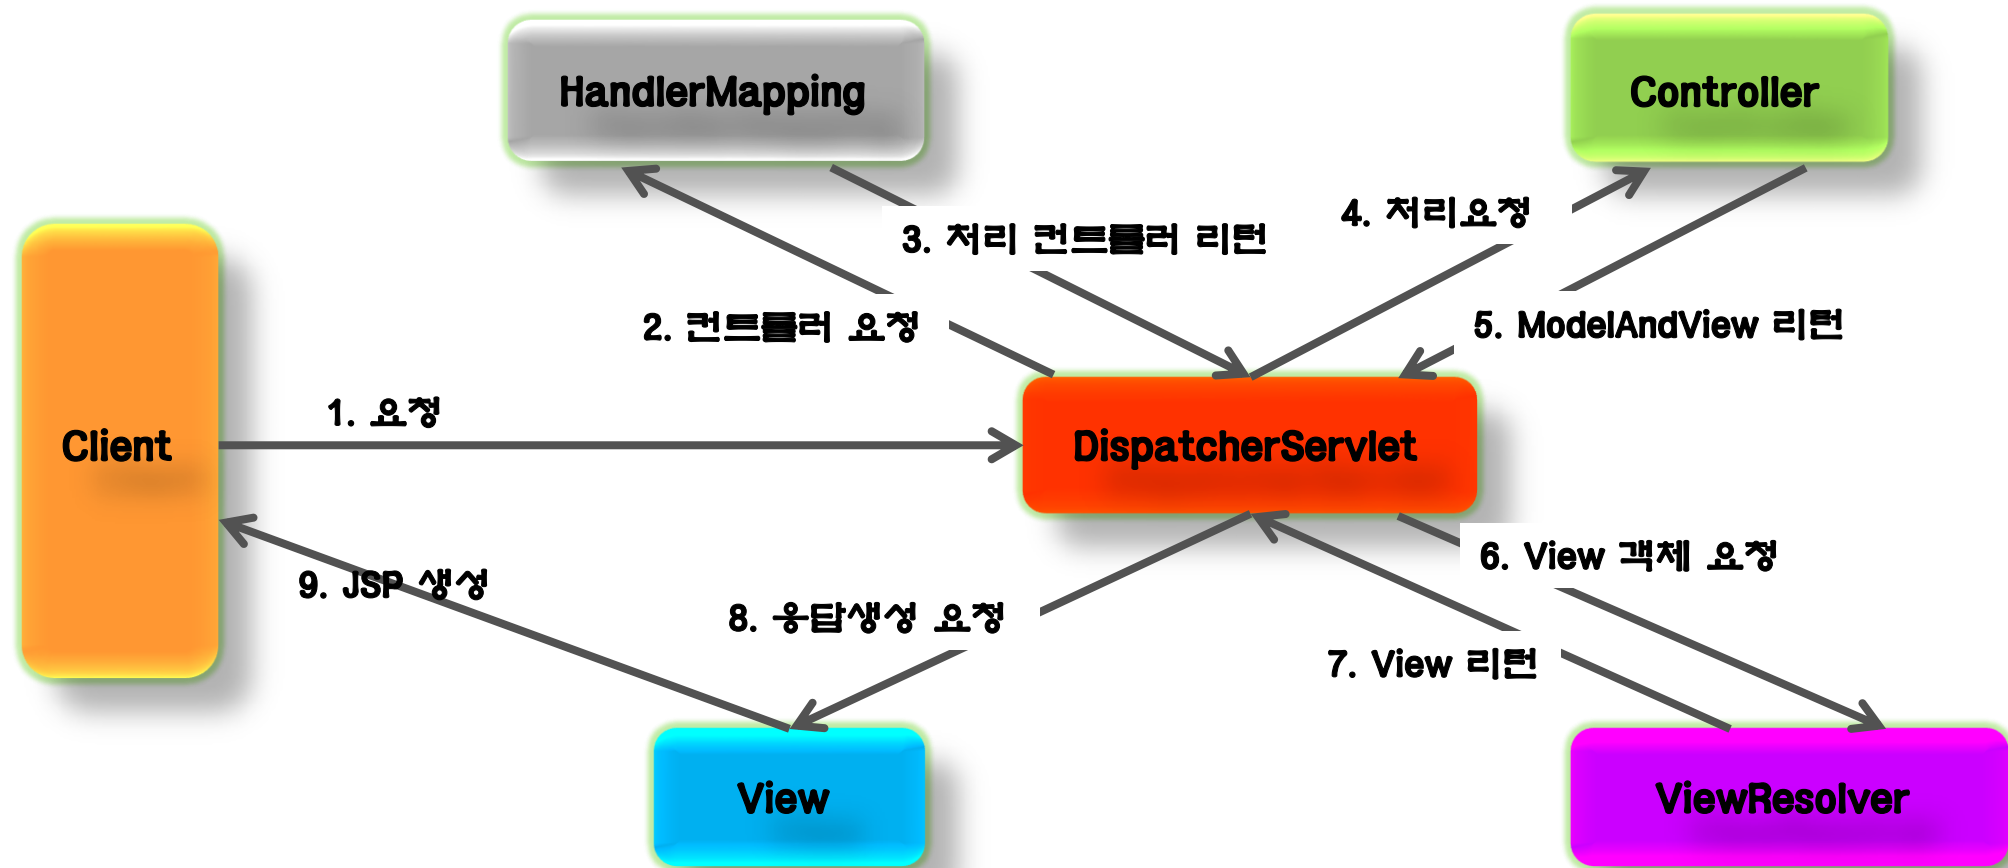 HandlerMapping
Controller
4. 처리요청
3. 처리 컨트롤러 리턴
2. 컨트롤러 요청
5. ModelAndView 리턴
1. 요청
Client
DispatcherServlet
6. View 객체 요청
9. JSP 생성
8. 응답생성 요청
7. View 리턴
View
ViewResolver